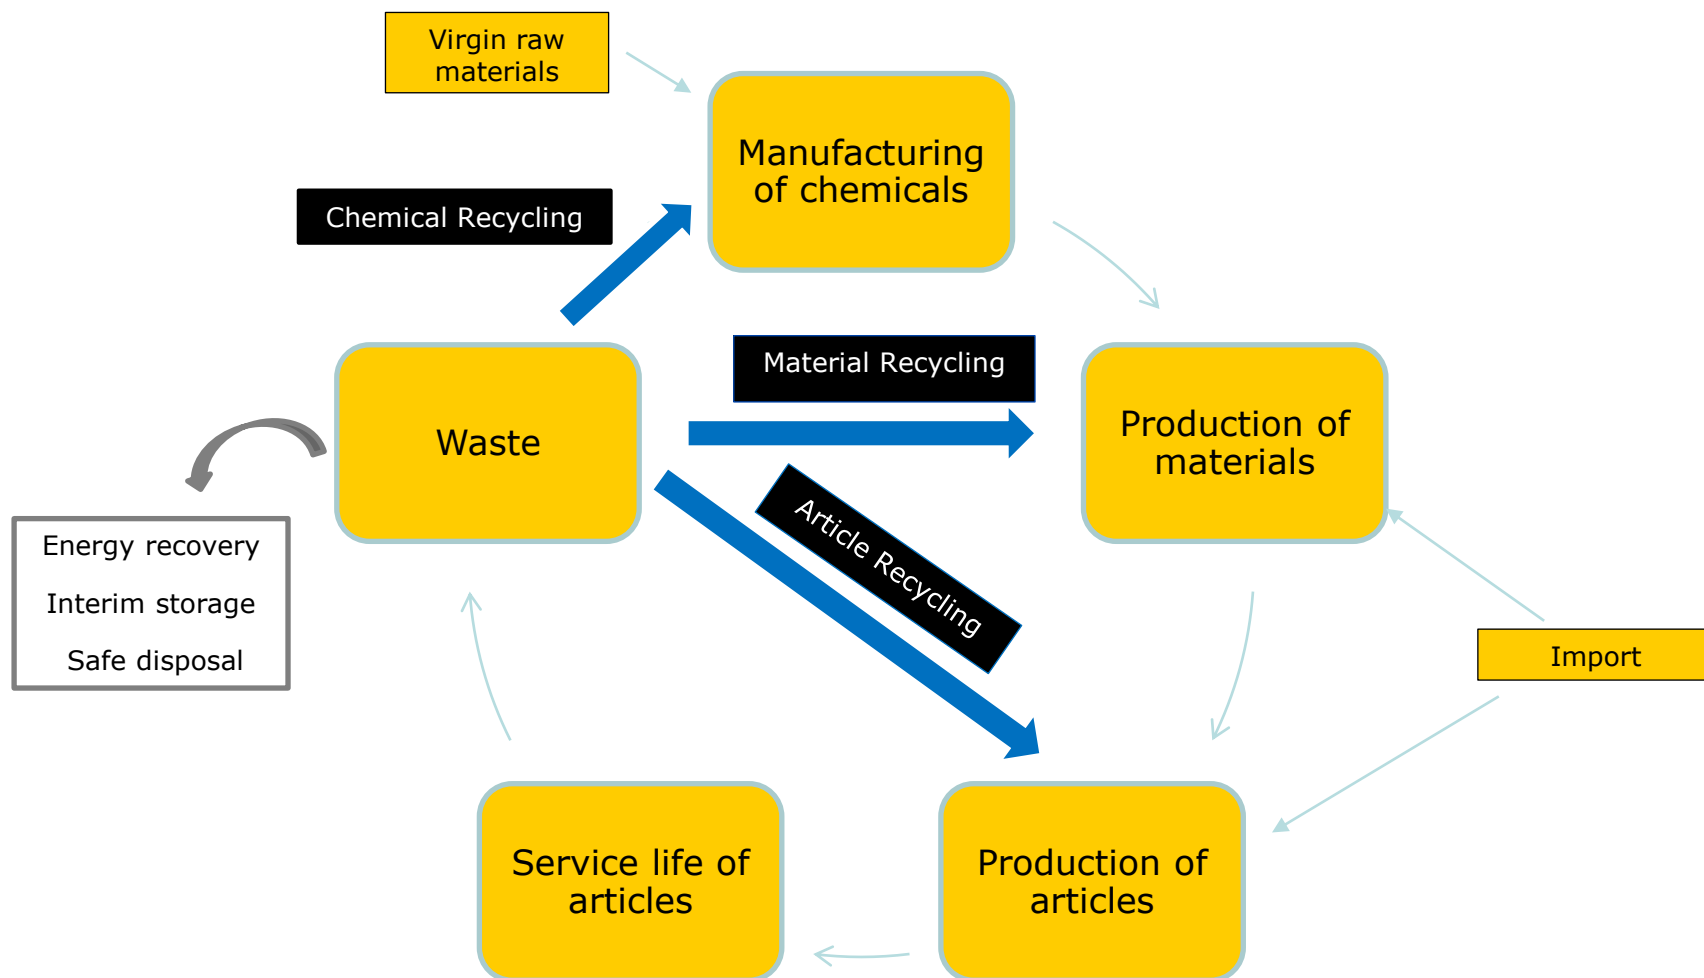 Virgin raw
materials
Manufacturing
of chemicals
Chemical Recycling
Material Recycling
Waste
Production of
materials
Article Recycling
Energy recovery
Interim storage
Safe disposal
Import
Service life of
articles
Production of
articles